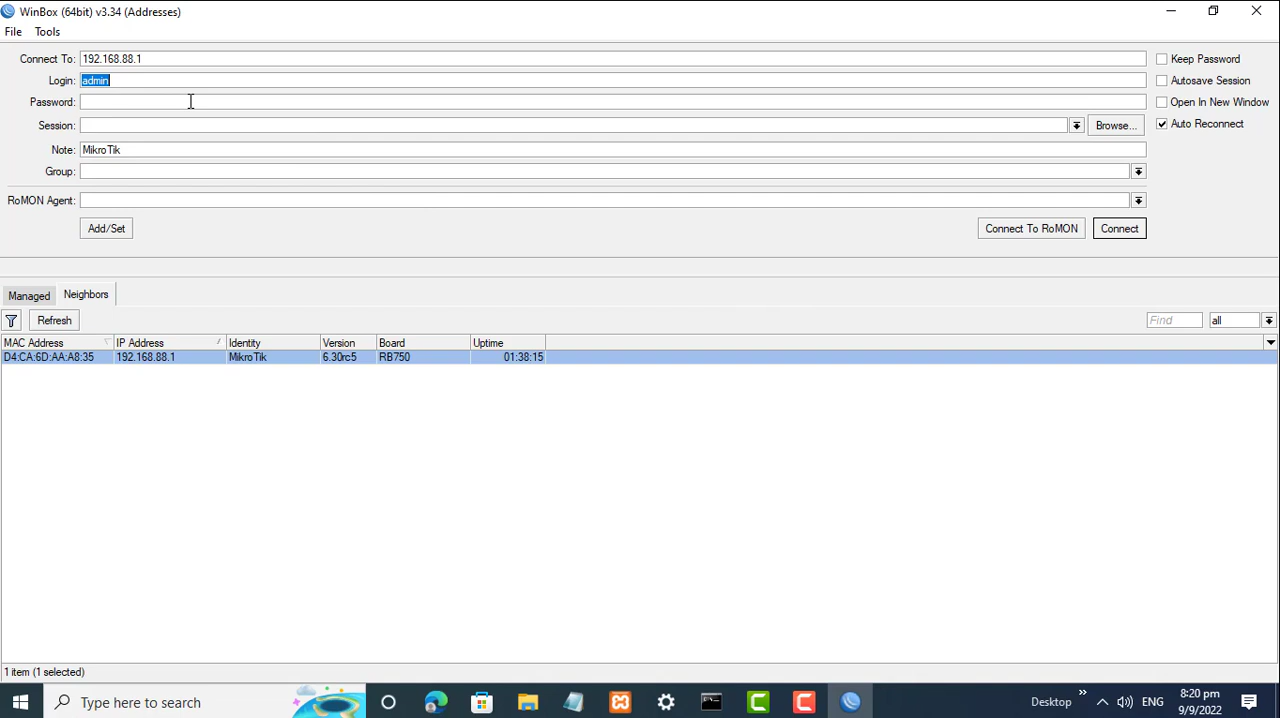 WinBox (64bit) v3.34 (Addresses)
File Tools
Connect To: 192.168.88.1
Keep Password
Login: admin
Autosave Session
Password:
Open In New Window
Session:
Browse...
Auto Reconnect
Note: MikroTik
Group:
RoMON Agent:
Add/Set
Connect To RoMON
Connect
Managed
Neighbors
Refresh
Find
all
MAC Address IP Address Identity Version Board Uptime
D4:CA:6D:AA:A8:35 192.168.88.1 MikroTik 6.30rc5 RB750 01:38:15
1 item (1 selected)
Type here to search
Desktop
ENG
8:20 pm
9/9/2022